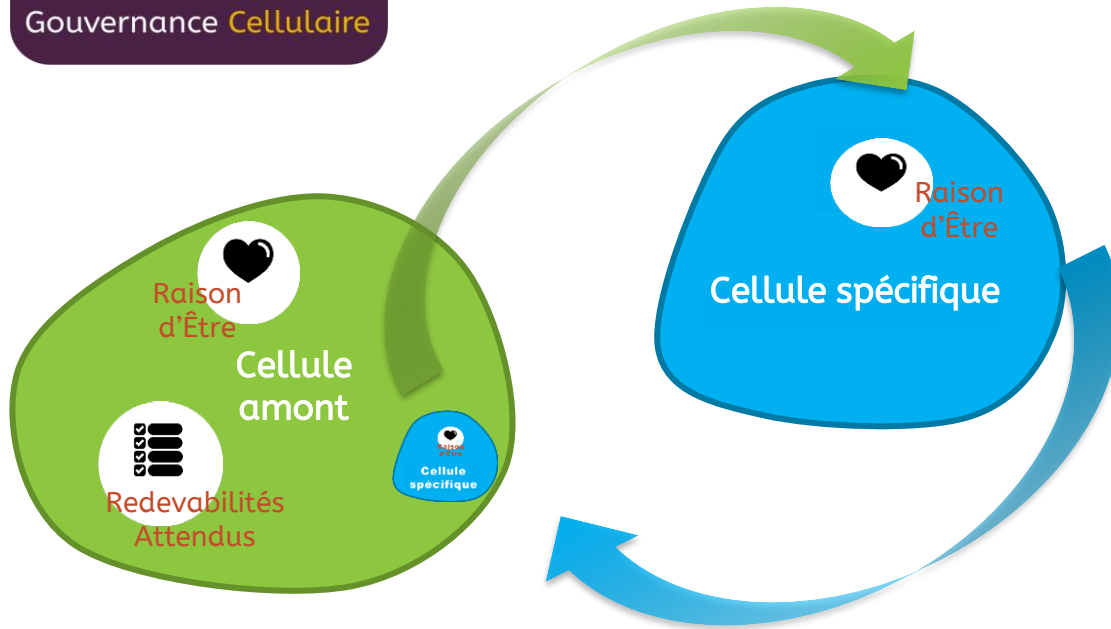 Gouvernance Cellulaire
Raison
d’Être
Cellule spécifique
Raison
d’Être
Cellule
amont
Raison
d’Être
Cellule
spécifique
Redevabilités
Attendus